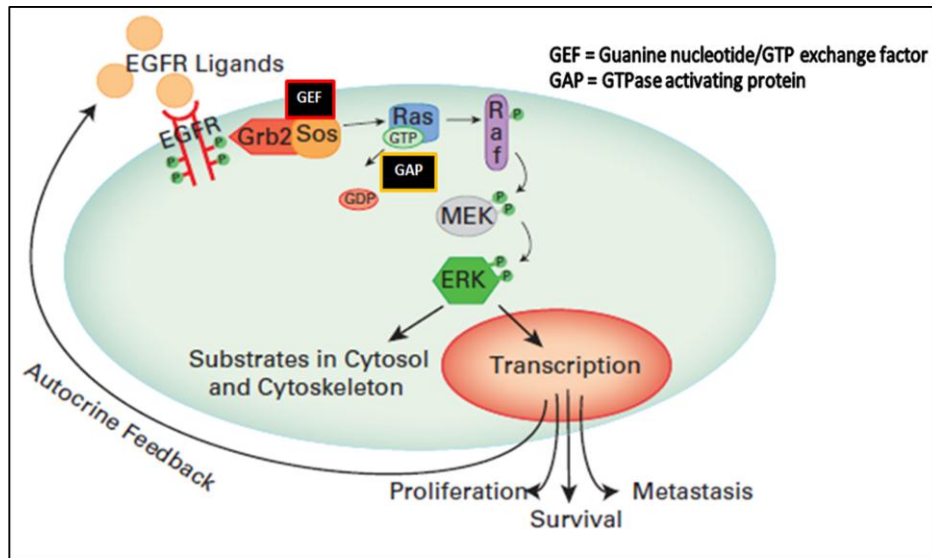 GEF = Guanine nucleotide/GTP exchange factor
GAP = GTPase activating protein
EGFR Ligands
GEF
EGFR
Grb2
Sos
Ras
GTP
GAP
GDP
R
a
f
P
P
P
P
P
MEK
P
P
ERK
P
P
Substrates in Cytosol
and Cytoskeleton
Transcription
Autocrine Feedback
Proliferation
Survival
Metastasis